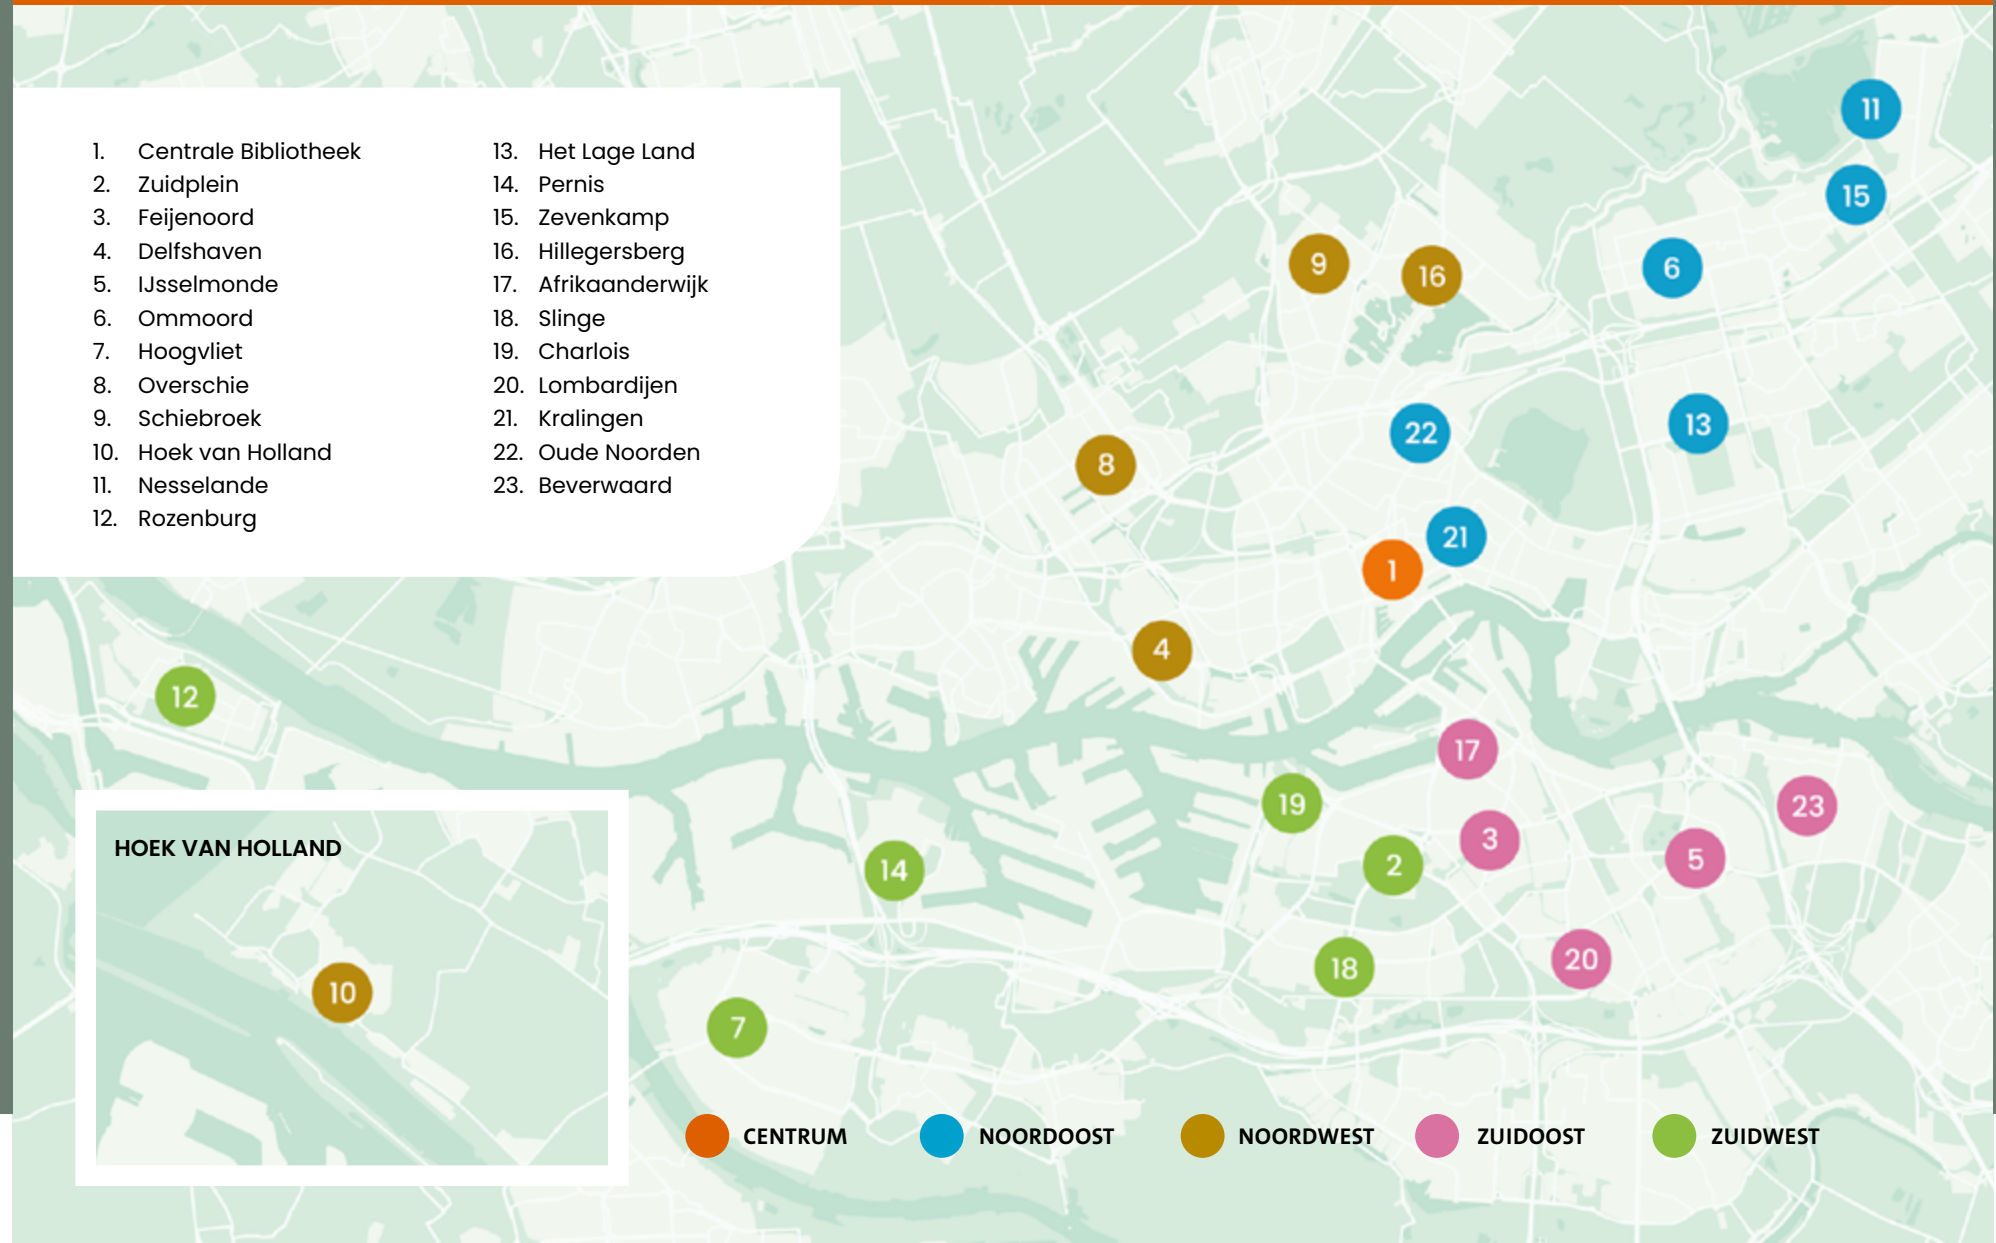 1. Centrale Bibliotheek
2. Zuidplein
3. Feijenoord
4. Delfshaven
5. IJsselmonde
6. Ommoord
7. Hoogvliet
8. Overschie
9. Schiebroek
10. Hoek van Holland
11. Nesselande
12. Rozenburg
13. Het Lage Land
14. Pernis
15. Zevenkamp
16. Hillegersberg
17. Afrikaanderwijk
18. Slinge
19. Charlois
20. Lombardijen
21. Kralingen
22. Oude Noorden
23. Beverwaard
11
15
9
16
6
22
13
8
21
1
4
12
17
19
23
3
2
5
14
20
18
7
HOEK VAN HOLLAND
10
CENTRUM
NOORDOOST
NOORDWEST
ZUIDOOST
ZUIDWEST